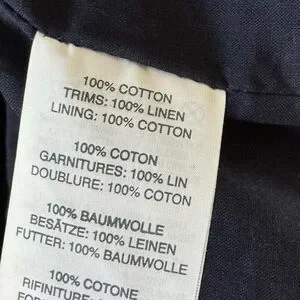 100% COTTON
TRIMS: 100% LINEN
LINING: 100% COTTON
100% COTON
GARNITURES: 100% LIN
DOUBLURE: 100% COTON
100% BAUMWOLLE
BESÄTZE: 100% LEINEN
FUTTER: 100% BAUMWOLLE
100% COTONE
RIFINITURE